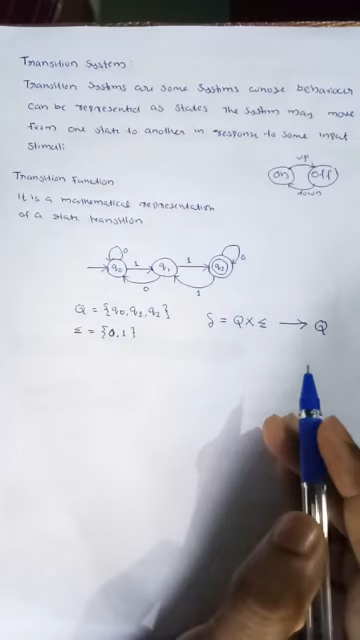 Transition System:
Transition Systems are some systems whose behaviour
can be represented as states The system may move
from one state to another in response to some input
stimuli
up
on off
down
Transition Function
It is a mathematical representation
of a state transition
0 0
q0 1 q1 1 q2
0 1
Q = {q0, q1, q2}
Σ = {0, 1}
δ = Q × Σ → Q